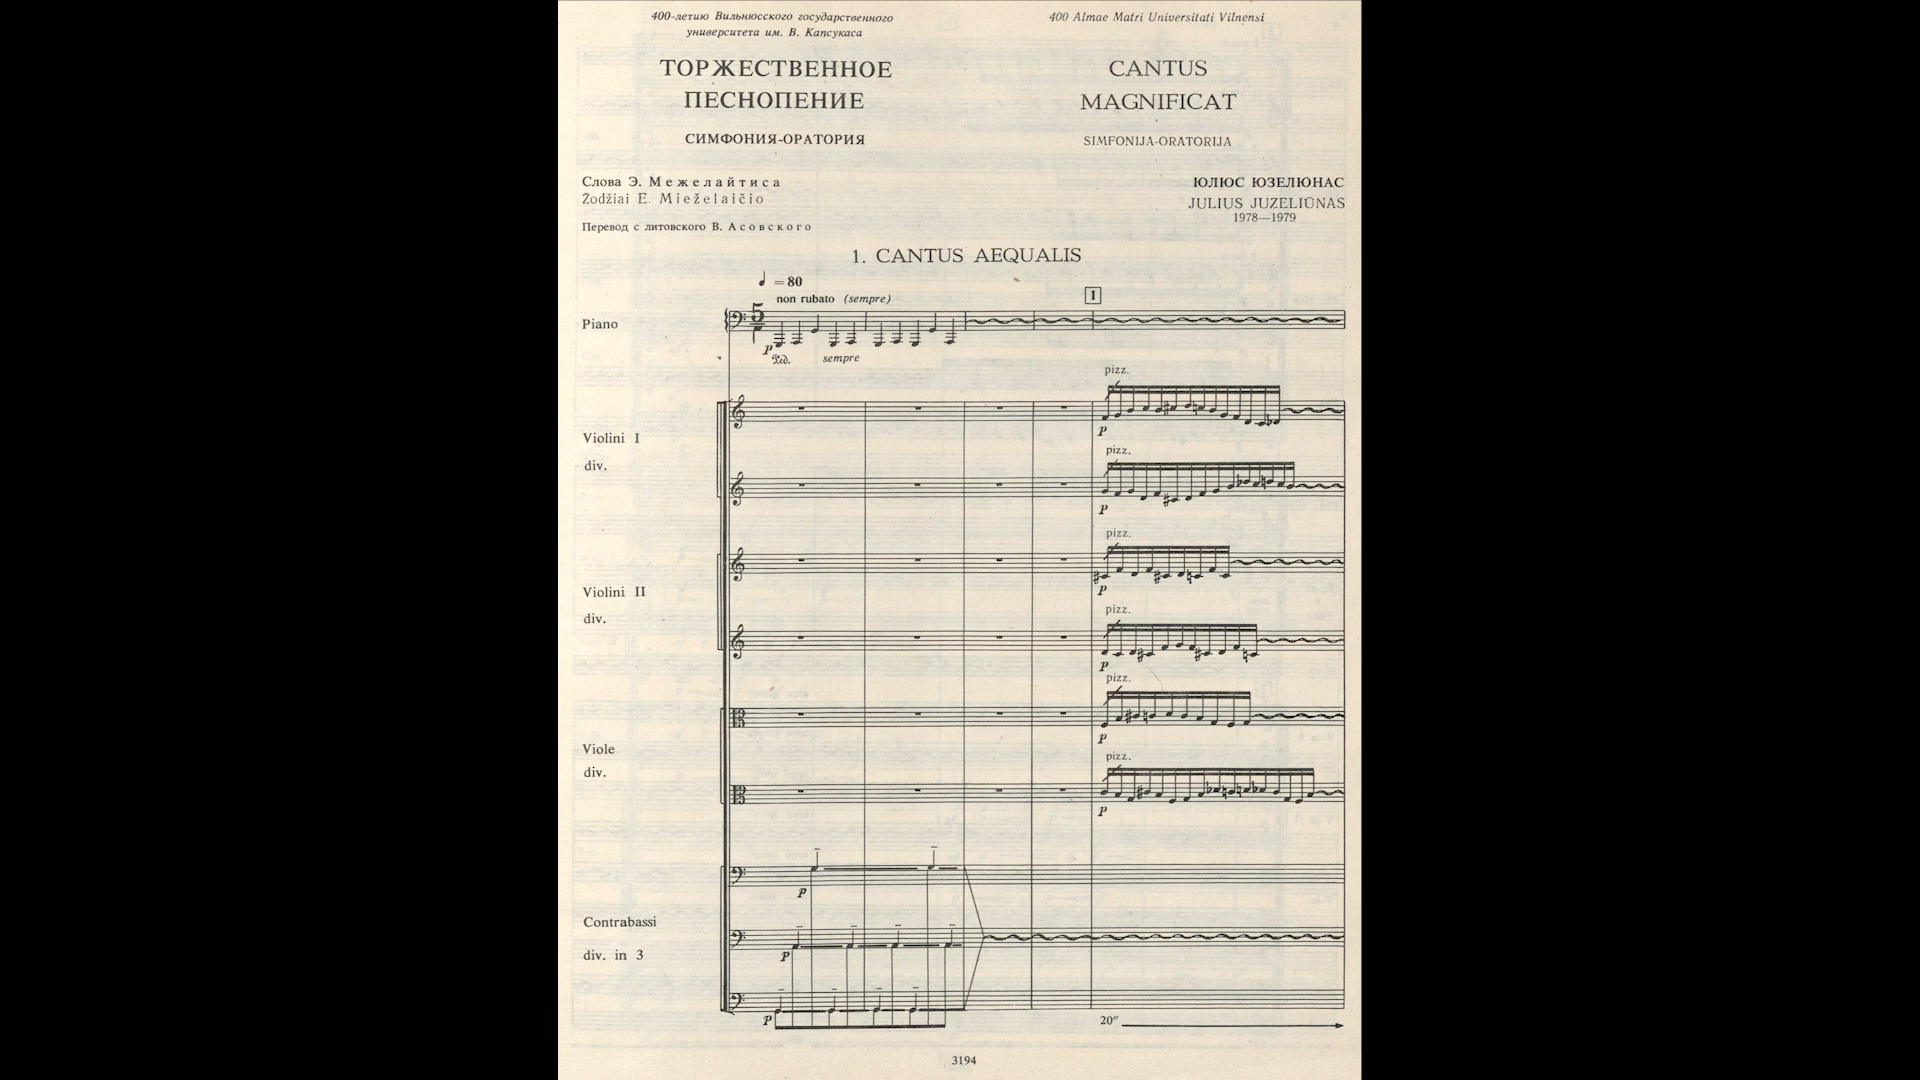 400-летию Вильнюсского государственного
университета им. В. Капсукаса
400 Almae Matri Universitati Vilnensi
ТОРЖЕСТВЕННОЕ
ПЕСНОПЕНИЕ
CANTUS
MAGNIFICAT
СИМФОНИЯ-ОРАТОРИЯ
SIMFONIJA-ORATORIJA
Слова Э. Межелайтиса
Žodžiai E. Mieželaičio
Перевод с литовского В. Асовского
ЮЛЮС ЮЗЕЛЮНАС
JULIUS JUZELIŪNAS
1978—1979
1. CANTUS AEQUALIS
♩ = 80
non rubato (sempre)
1
Piano
5
p
Ped. sempre
pizz.
p
Violini I
div.
pizz.
p
pizz.
p
Violini II
div.
pizz.
p
pizz.
p
Viole
div.
pizz.
p
p
Contrabassi
div. in 3
p
p
20″
3194